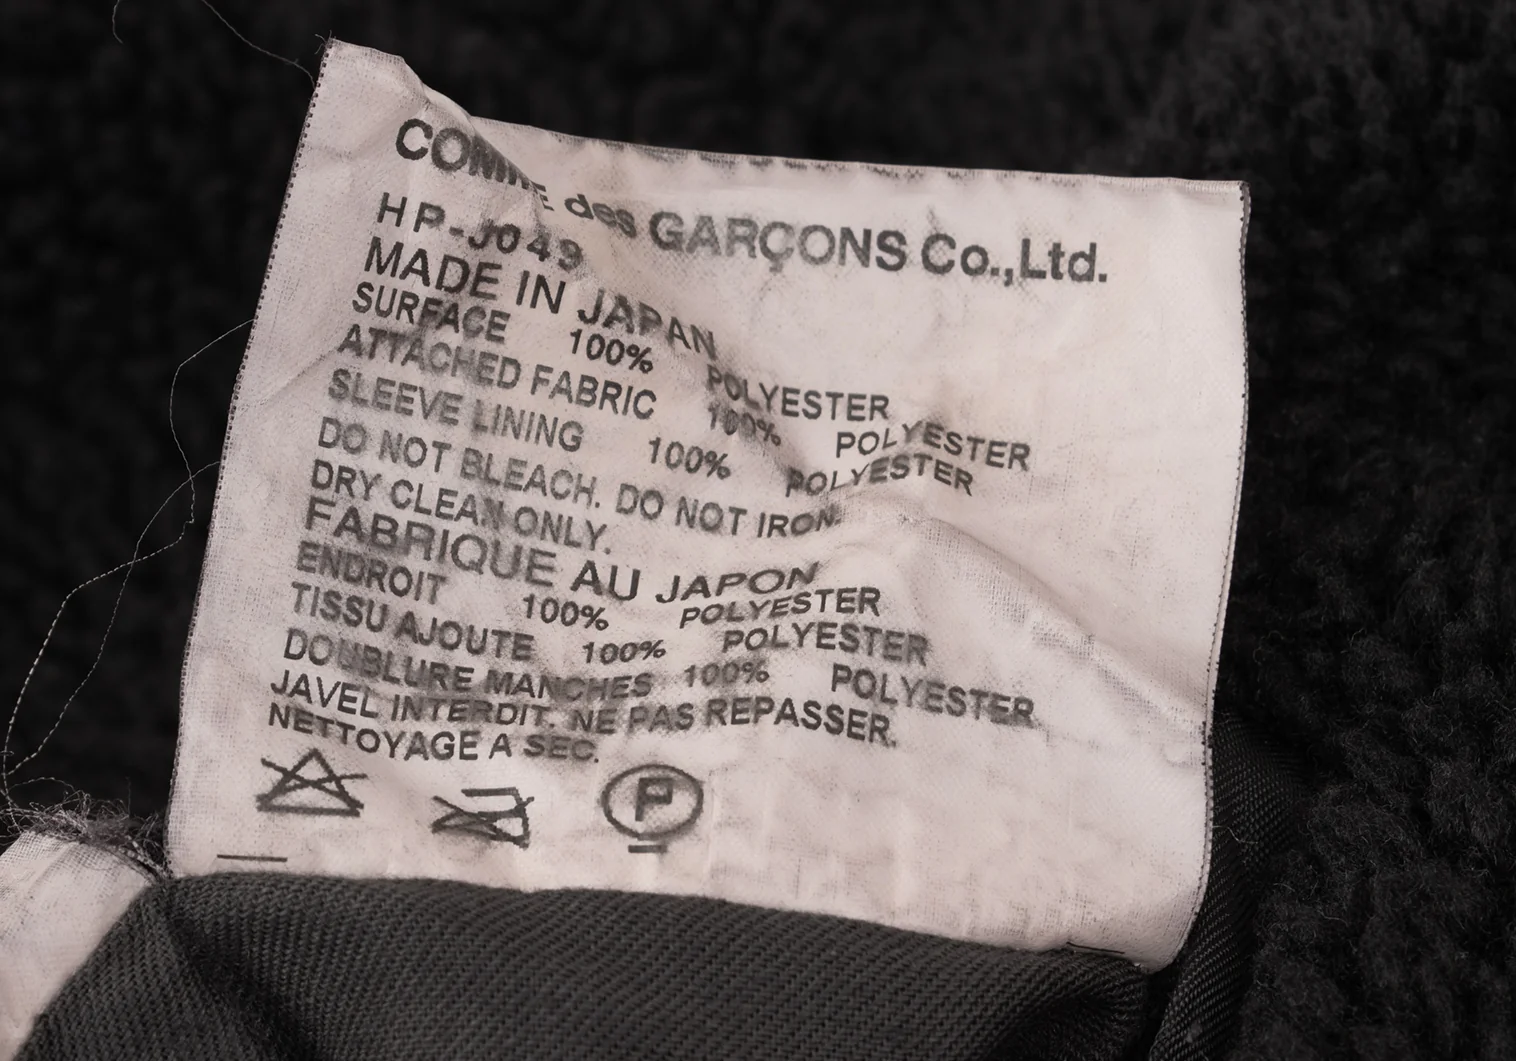 COMME des GARÇONS Co.,Ltd.
HP-J049
MADE IN JAPAN
SURFACE 100% POLYESTER
ATTACHED FABRIC 100% POLYESTER
SLEEVE LINING 100% POLYESTER
DO NOT BLEACH. DO NOT IRON.
DRY CLEAN ONLY.
FABRIQUE AU JAPON
ENDROIT 100% POLYESTER
TISSU AJOUTE 100% POLYESTER
DOUBLURE MANCHES 100% POLYESTER
JAVEL INTERDIT. NE PAS REPASSER.
NETTOYAGE A SEC.
P